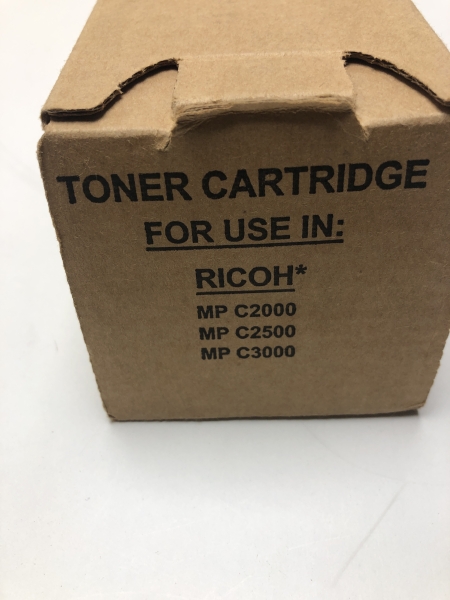 TONER CARTRIDGE
FOR USE IN:
RICOH*
MP C2000
MP C2500
MP C3000